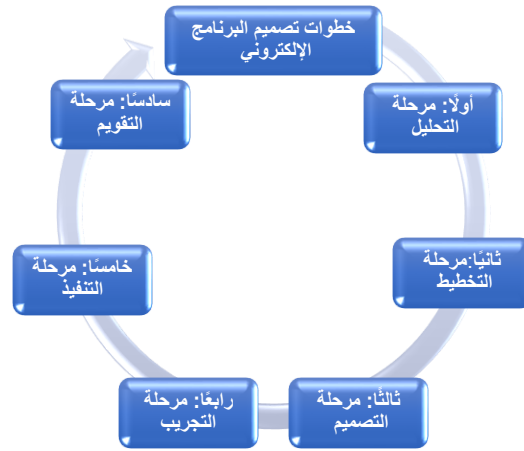 خطوات تصميم البرنامج
الإلكتروني
أولًا: مرحلة
التحليل
ثانيًا:مرحلة
التخطيط
ثالثًا: مرحلة
التصميم
رابعًا: مرحلة
التجريب
خامسًا: مرحلة
التنفيذ
سادسًا: مرحلة
التقويم